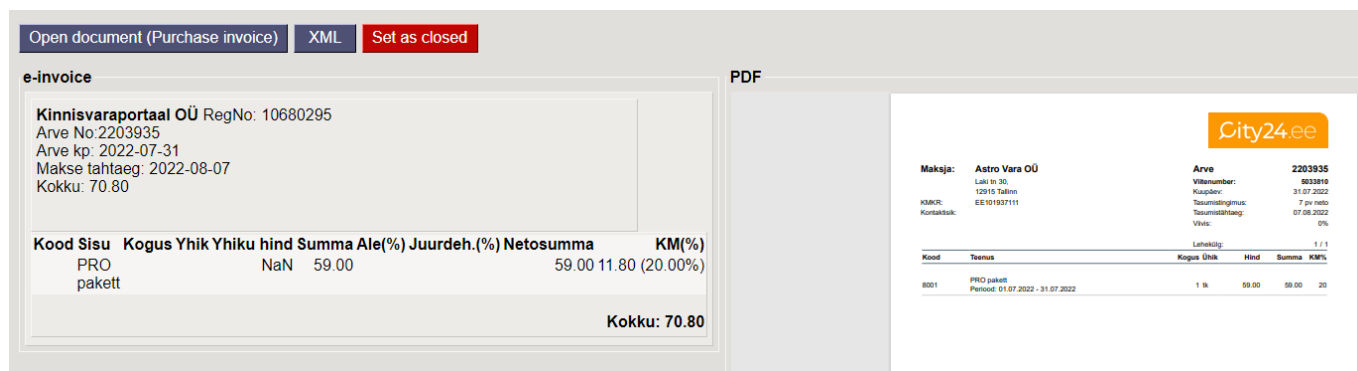 Open document (Purchase invoice) XML Set as closed
e-invoice
Kinnisvaraportaal OÜ RegNo: 10680295
Arve No:2203935
Arve kp: 2022-07-31
Makse tahtaeg: 2022-08-07
Kokku: 70.80
Kood Sisu Kogus Yhik Yhiku hind Summa Ale(%) Juurdeh.(%) Netosumma KM(%)
PRO NaN 59.00 59.00 11.80 (20.00%)
pakett
Kokku: 70.80
PDF
City24.ee
Maksja: Astro Vara OÜ
Laki tn 30,
12915 Tallinn
KMKR: EE101937111
Kontaktisik:
Arve 2203935
Viitenumber: 5033810
Kuupäev: 31.07.2022
Tasumistingimus: 7 pv neto
Tasumistähtaeg: 07.08.2022
Viivis: 0%
Lehekülg: 1 / 1
Kood Teenus Kogus Ühik Hind Summa KM%
8001 PRO pakett 1 tk 59.00 59.00 20
Periood: 01.07.2022 - 31.07.2022